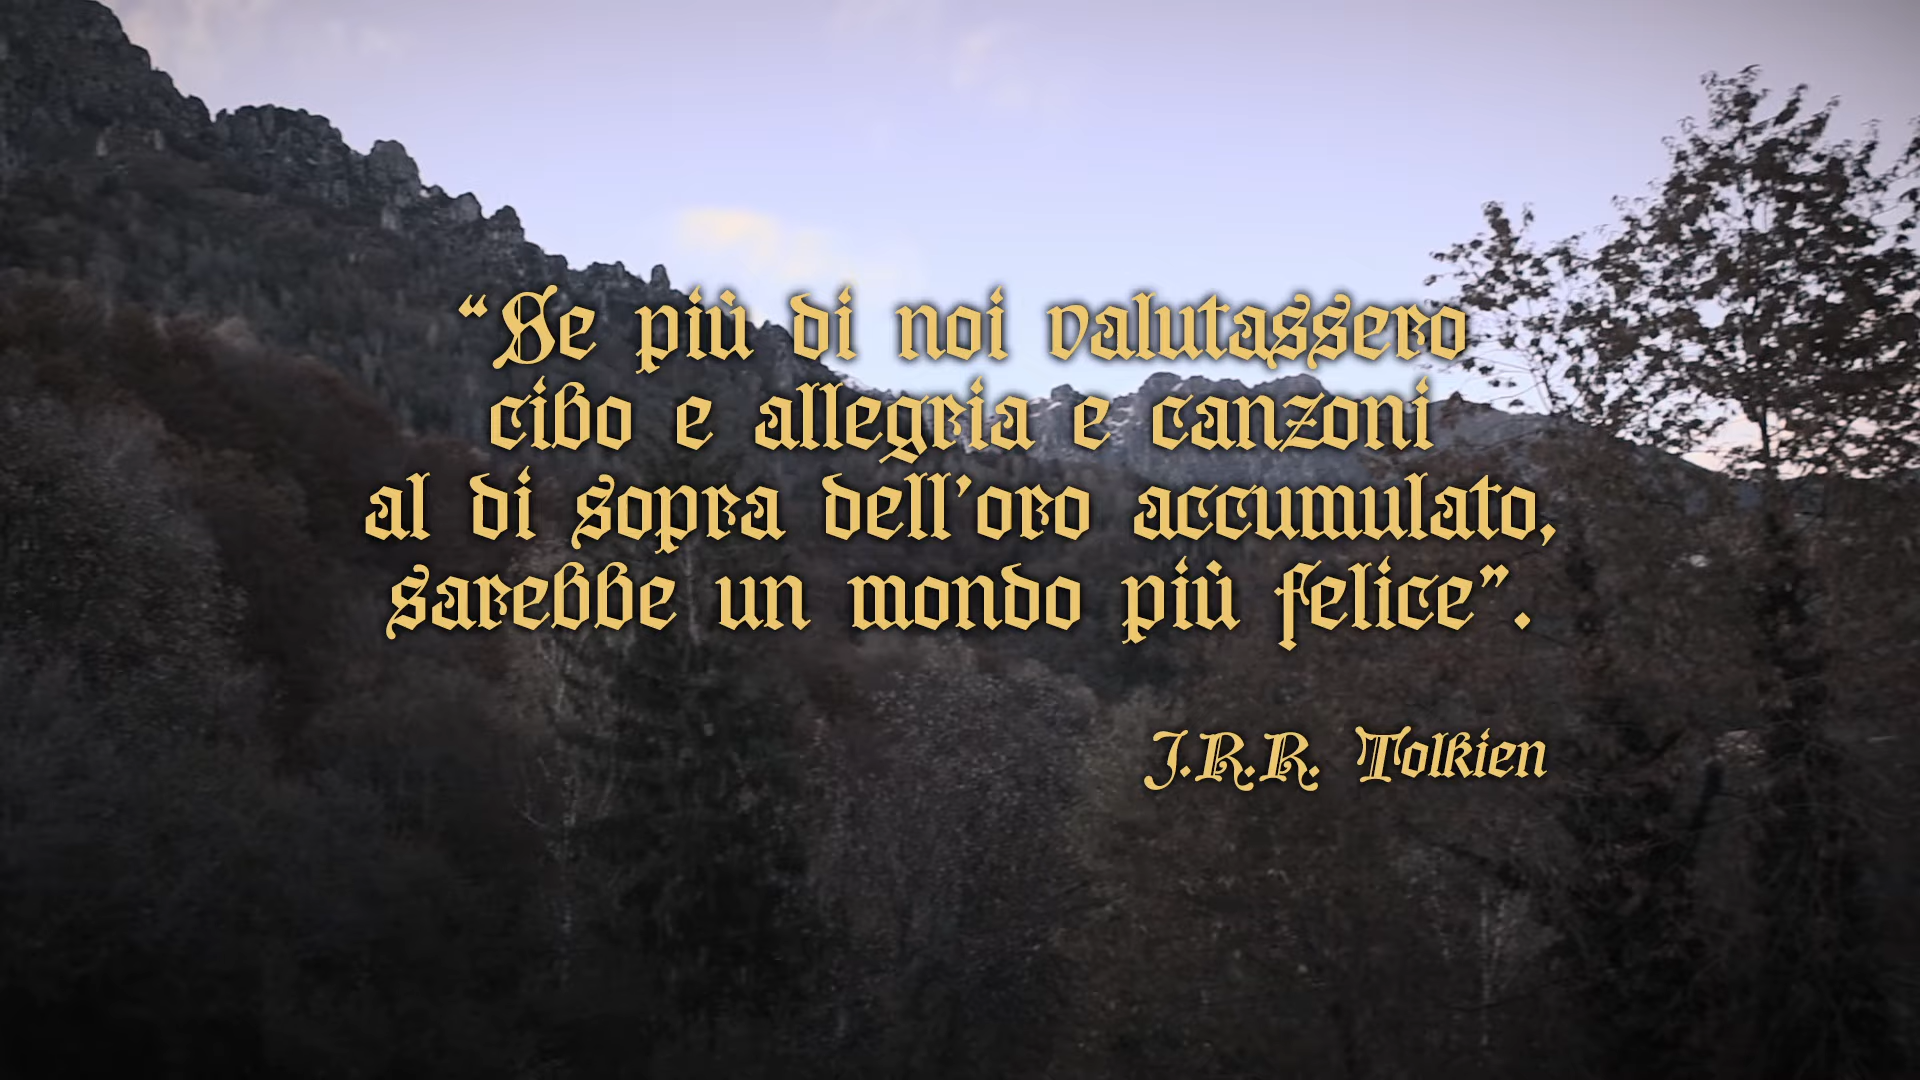 “Se più di noi valutassero
cibo e allegria e canzoni
al di sopra dell’oro accumulato,
sarebbe un mondo più felice”.
J.R.R. Tolkien